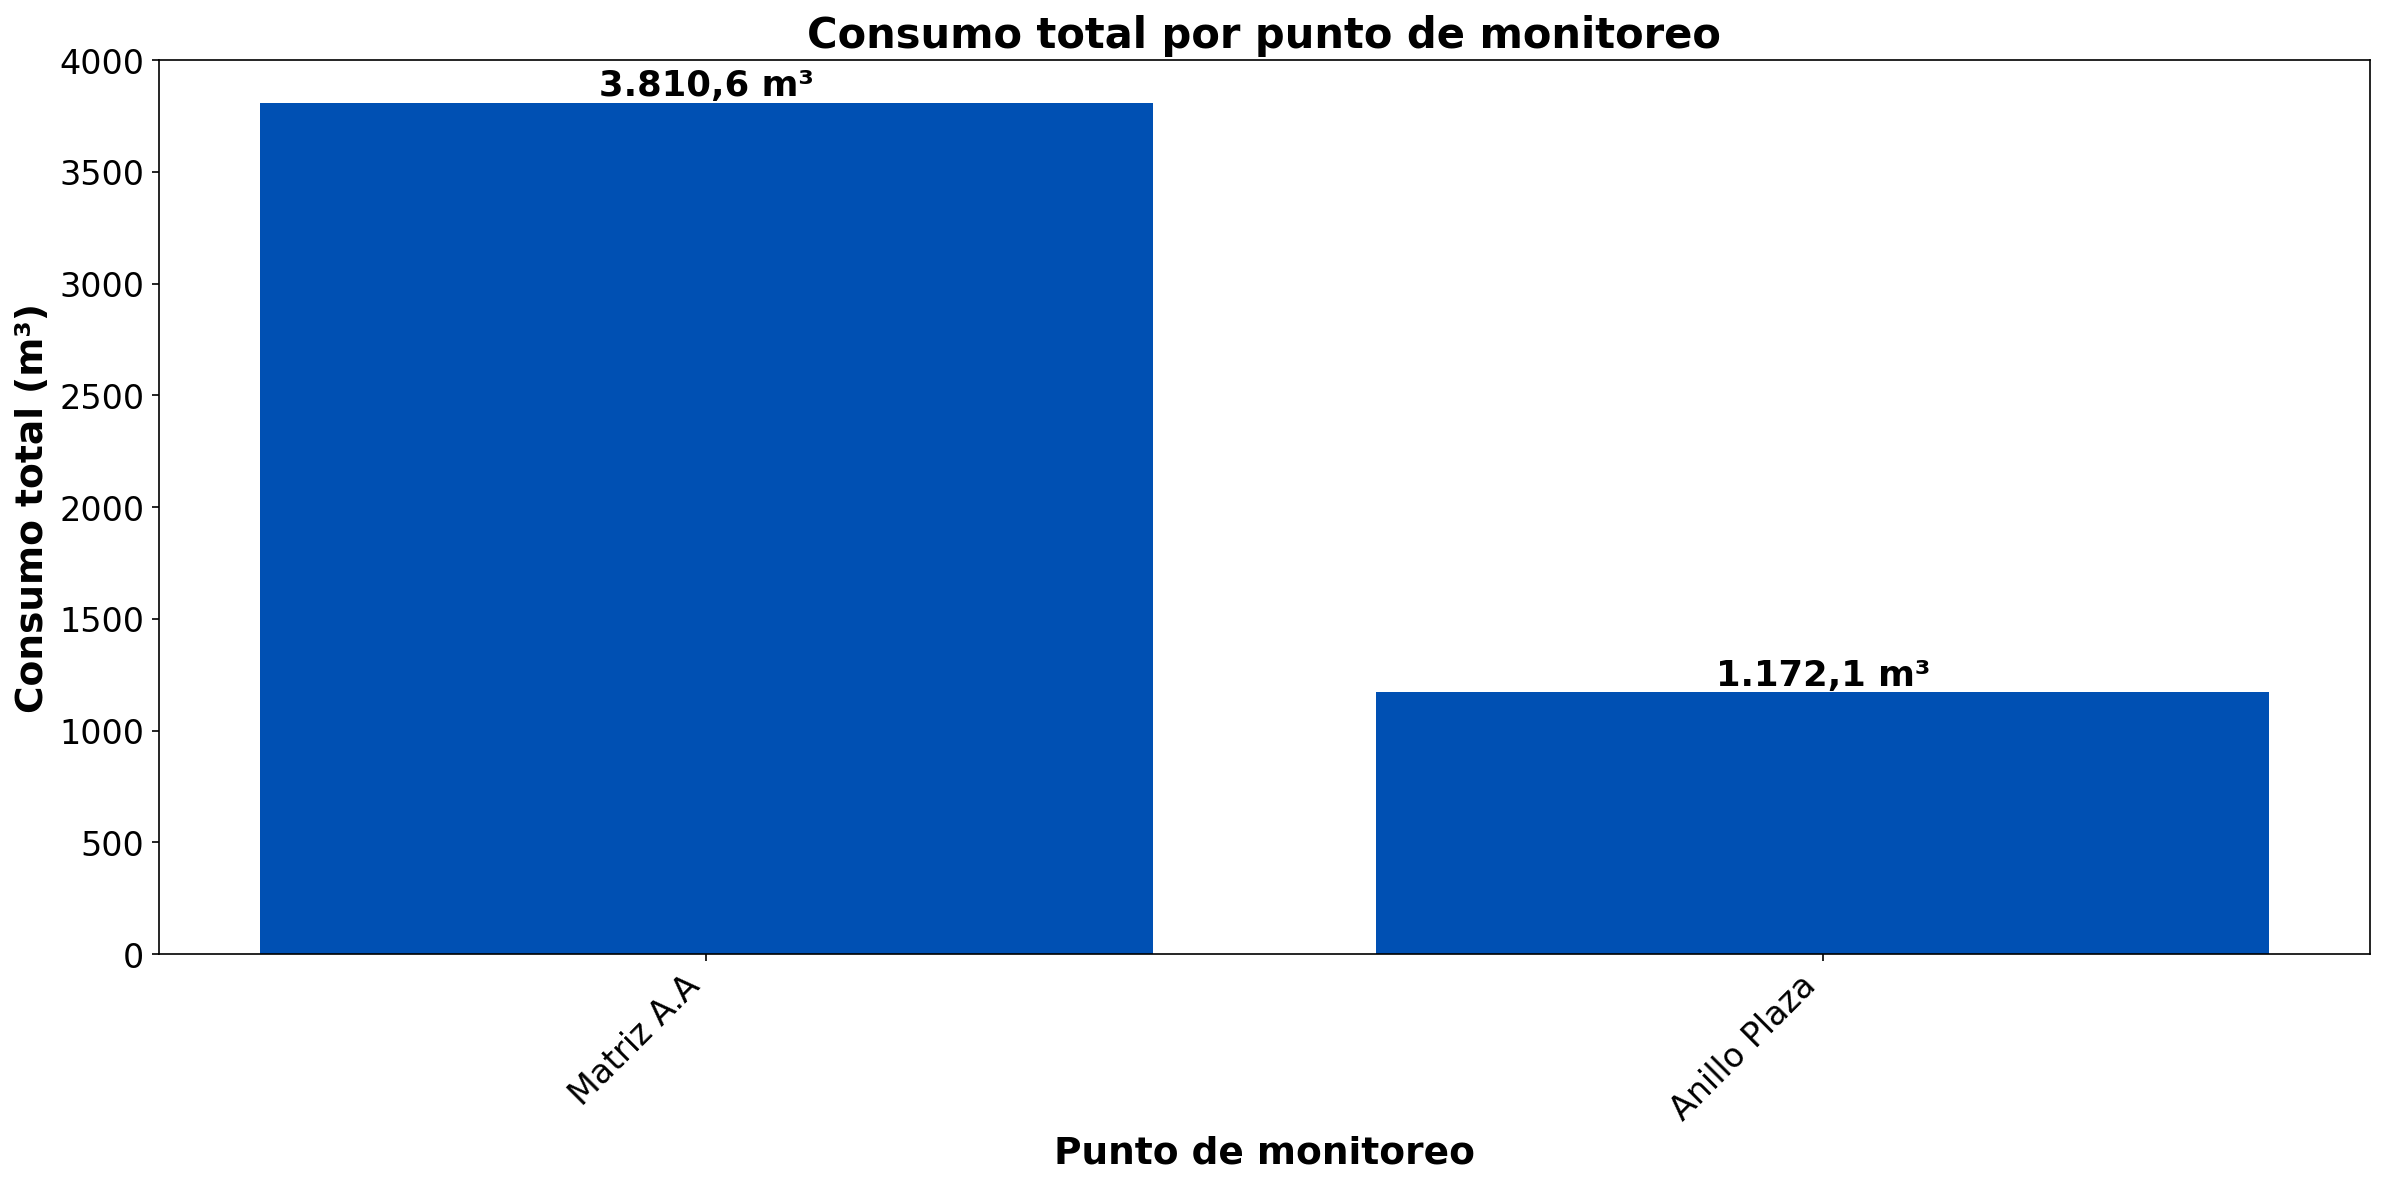 Consumo total por punto de monitoreo
4000
3500
3000
2500
2000
1500
1000
500
0
Consumo total (m³)
3.810,6 m³
1.172,1 m³
Matriz A.A
Anillo Plaza
Punto de monitoreo